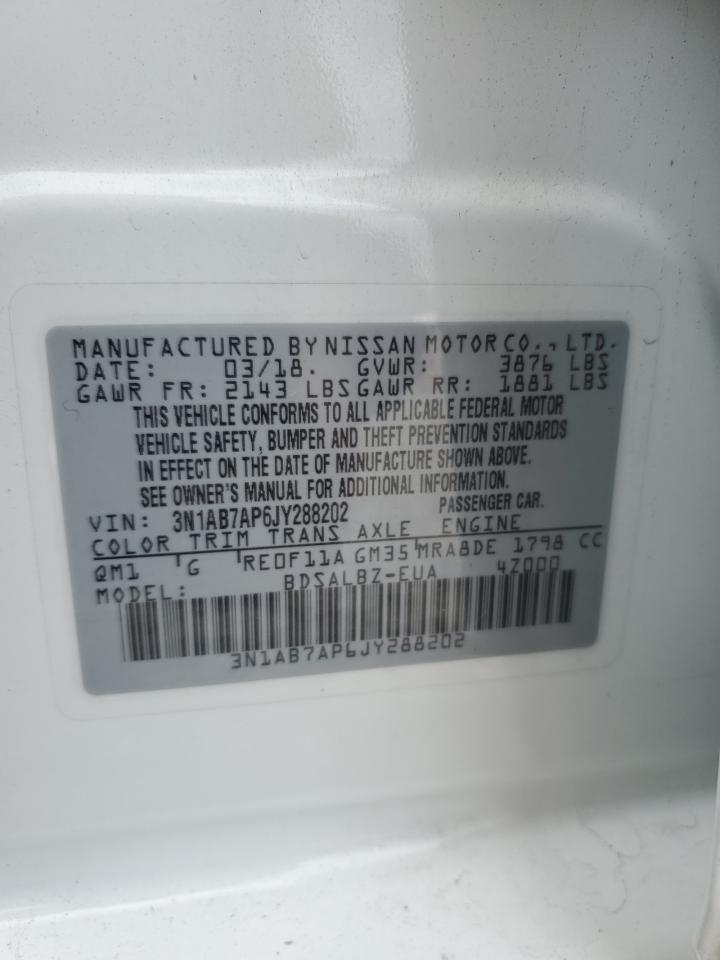 MANUFACTURED BY NISSAN MOTOR CO., LTD.
DATE: 03/18. GVWR: 3876 LBS
GAWR FR: 2143 LBS GAWR RR: 1881 LBS
THIS VEHICLE CONFORMS TO ALL APPLICABLE FEDERAL MOTOR
VEHICLE SAFETY, BUMPER AND THEFT PREVENTION STANDARDS
IN EFFECT ON THE DATE OF MANUFACTURE SHOWN ABOVE.
SEE OWNER'S MANUAL FOR ADDITIONAL INFORMATION.
VIN: 3N1AB7AP6JY288202 PASSENGER CAR.
COLOR TRIM TRANS AXLE ENGINE
QM1 G RE0F11A GM35 MRA8DE 1798 CC
MODEL: BDSALBZ-EUA 4Z000
3N1AB7AP6JY288202